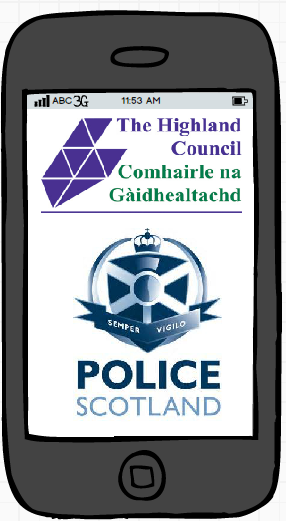 ABC 3G 11:53 AM
The Highland
Council
Comhairle na
Gàidhealtachd
SEMPER VIGILO
POLICE
SCOTLAND